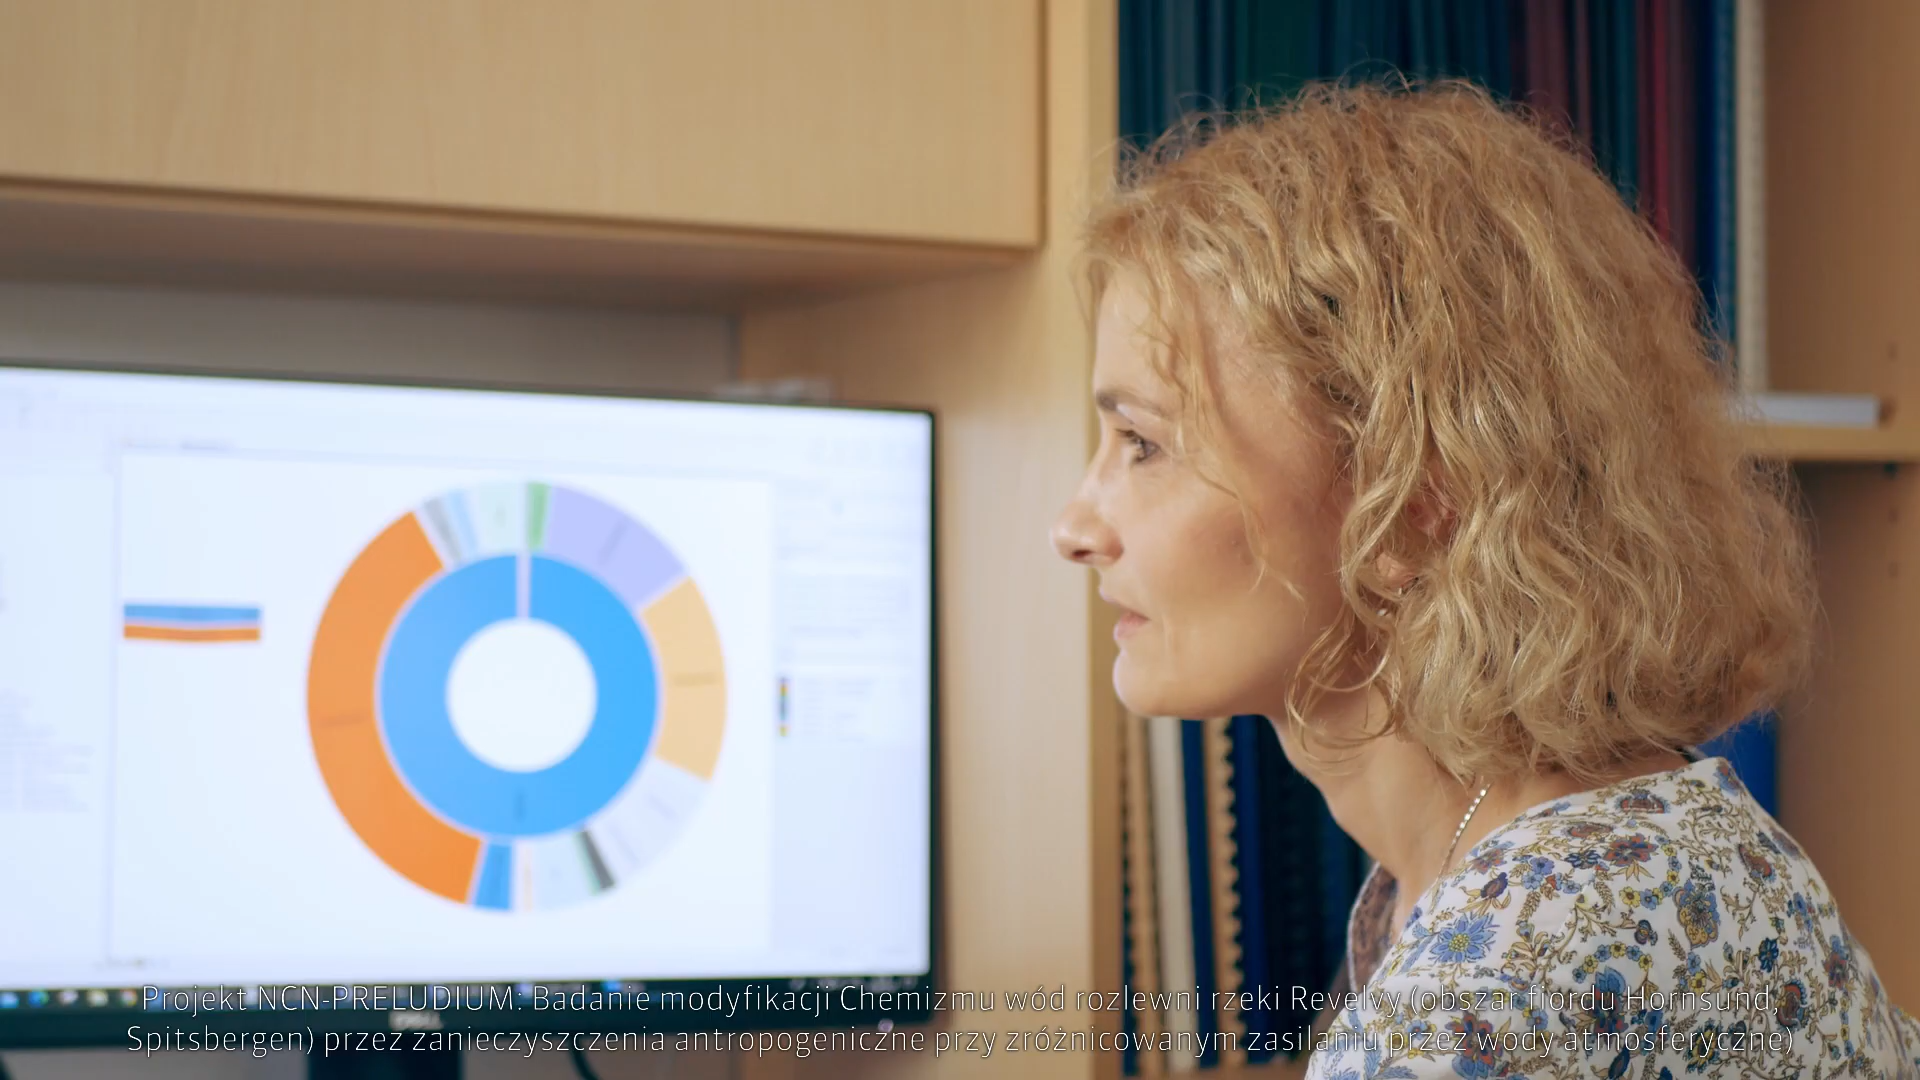 Projekt NCN-PRELUDIUM: Badanie modyfikacji Chemizmu wód rozlewni rzeki Revelvy (obszar fiordu Hornsund,
Spitsbergen) przez zanieczyszczenia antropogeniczne przy zróżnicowanym zasilaniu przez wody atmosferyczne)
DELL